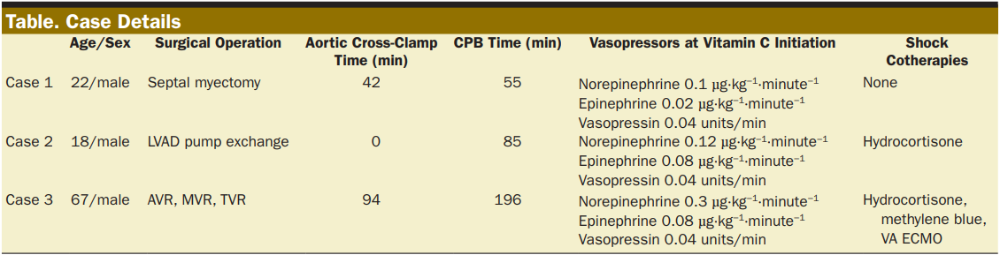 Table. Case Details
Age/Sex Surgical Operation Aortic Cross-Clamp Time (min) CPB Time (min) Vasopressors at Vitamin C Initiation Shock Cotherapies
Case 1 22/male Septal myectomy 42 55 Norepinephrine 0.1 µg·kg⁻¹·minute⁻¹ None
Epinephrine 0.02 µg·kg⁻¹·minute⁻¹
Vasopressin 0.04 units/min
Case 2 18/male LVAD pump exchange 0 85 Norepinephrine 0.12 µg·kg⁻¹·minute⁻¹ Hydrocortisone
Epinephrine 0.08 µg·kg⁻¹·minute⁻¹
Vasopressin 0.04 units/min
Case 3 67/male AVR, MVR, TVR 94 196 Norepinephrine 0.3 µg·kg⁻¹·minute⁻¹ Hydrocortisone,
Epinephrine 0.08 µg·kg⁻¹·minute⁻¹ methylene blue,
Vasopressin 0.04 units/min VA ECMO